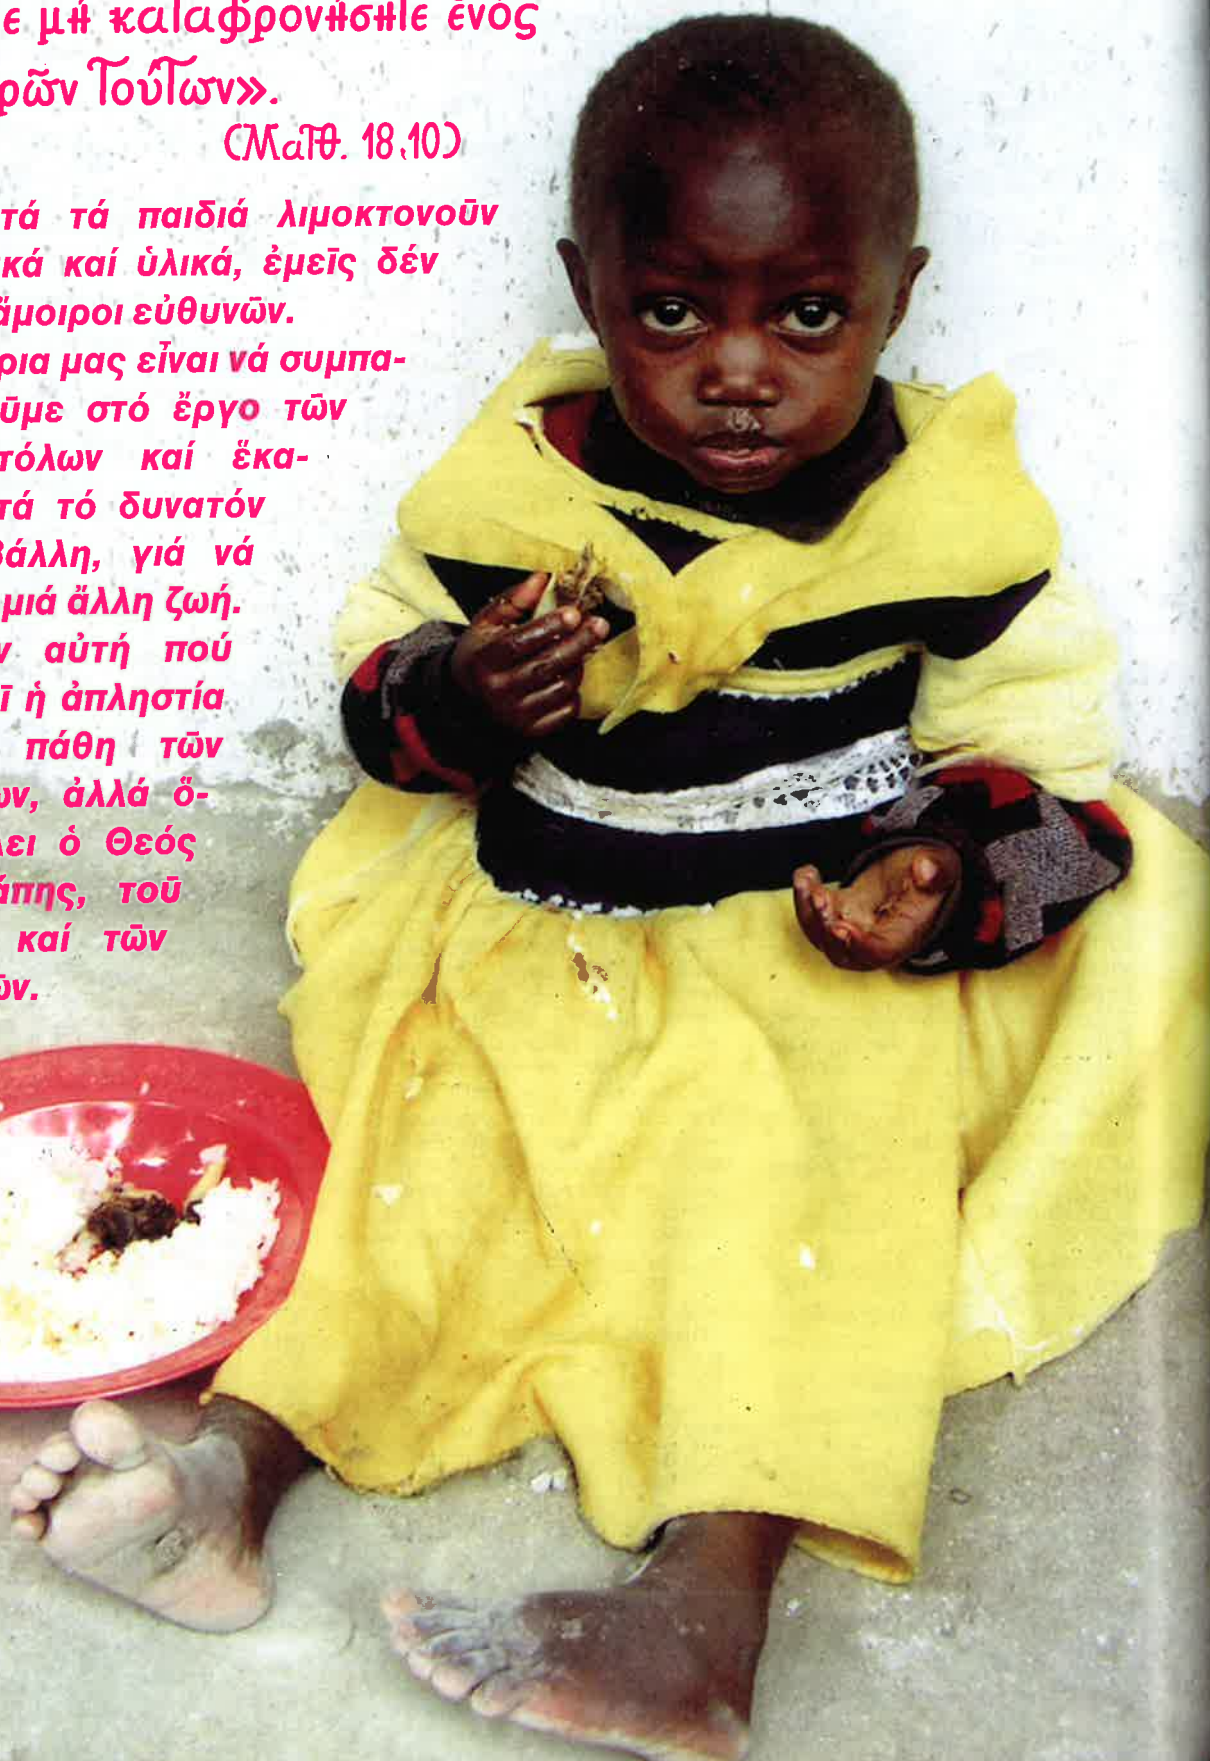 ε μή καταφρονήσητε ἑνός
ρῶν τούτων».
(Ματθ. 18,10)
τά τά παιδιά λιμοκτονοῦν
κά καί ὑλικά, ἐμεῖς δέν
ἄμοιροι εὐθυνῶν.
ρια μας εἶναι νά συμπα-
ῦμε στό ἔργο τῶν
τόλων καί ἕκα-
τά τό δυνατόν
βάλλη, γιά νά
μιά ἄλλη ζωή.
ν αὐτή πού
ῖ ἡ ἀπληστία
πάθη τῶν
ων, ἀλλά ὅ-
λει ὁ Θεός
άπης, τοῦ
καί τῶν
ῶν.